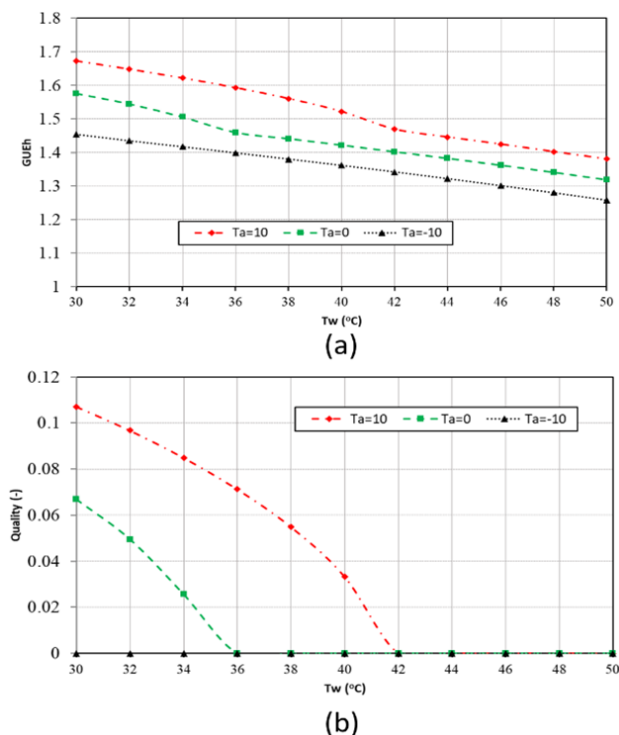 1.8
1.7
1.6
1.5
1.4
1.3
1.2
1.1
1
GUEh
Ta=10 Ta=0 Ta=-10
30 32 34 36 38 40 42 44 46 48 50
Tw (°C)
(a)
0.12
0.1
0.08
0.06
0.04
0.02
0
Quality (-)
Ta=10 Ta=0 Ta=-10
30 32 34 36 38 40 42 44 46 48 50
Tw (°C)
(b)